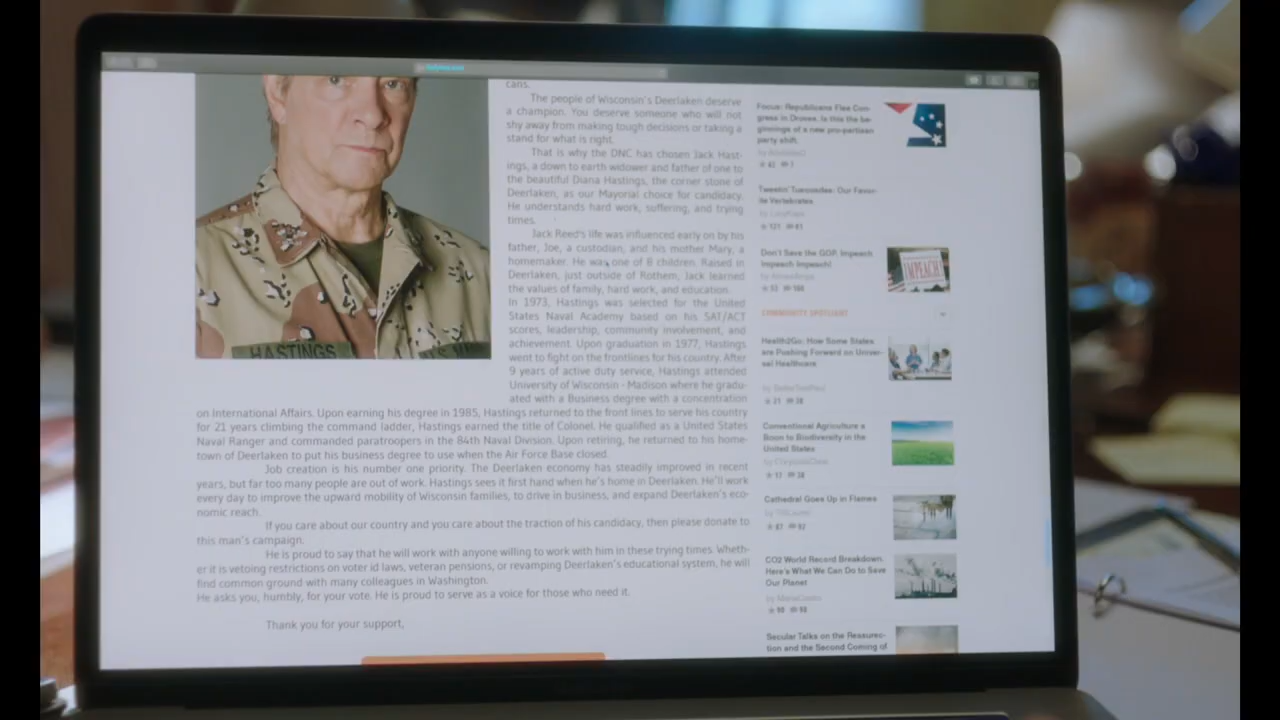 HASTINGS
cans.
The people of Wisconsin's Deerlaken deserve
a champion. You deserve someone who will not
shy away from making tough decisions or taking a
stand for what is right.
That is why the DNC has chosen Jack Hast-
ings, a down to earth widower and father of one to
the beautiful Diana Hastings, the corner stone of
Deerlaken, as our Mayorial choice for candidacy.
He understands hard work, suffering, and trying
times.
Jack Reed's life was influenced early on by his
father, Joe, a custodian, and his mother Mary, a
homemaker. He was one of 8 children. Raised in
Deerlaken, just outside of Rothem, Jack learned
the values of family, hard work, and education.
In 1973, Hastings was selected for the United
States Naval Academy based on his SAT/ACT
scores, leadership, community involvement, and
achievement. Upon graduation in 1977, Hastings
went to fight on the frontlines for his country. After
9 years of active duty service, Hastings attended
University of Wisconsin - Madison where he gradu-
ated with a Business degree with a concentration
on International Affairs. Upon earning his degree in 1985, Hastings returned to the front lines to serve his country
for 21 years climbing the command ladder, Hastings earned the title of Colonel. He qualified as a United States
Naval Ranger and commanded paratroopers in the 84th Naval Division. Upon retiring, he returned to his home-
town of Deerlaken to put his business degree to use when the Air Force Base closed.
Job creation is his number one priority. The Deerlaken economy has steadily improved in recent
years, but far too many people are out of work. Hastings sees it first hand when he's home in Deerlaken. He'll work
every day to improve the upward mobility of Wisconsin families, to drive in business, and expand Deerlaken's eco-
nomic reach.
If you care about our country and you care about the traction of his candidacy, then please donate to
this man's campaign.
He is proud to say that he will work with anyone willing to work with him in these trying times. Wheth-
er it is vetoing restrictions on voter id laws, veteran pensions, or revamping Deerlaken's educational system, he will
find common ground with many colleagues in Washington.
He asks you, humbly, for your vote. He is proud to serve as a voice for those who need it.
Thank you for your support,
Focus: Republicans Flee Con-
gress in Droves. Is this the be-
ginnings of a new pro-partisan
party shift.
Tweetin' Tuesdades: Our Favor-
ite Vertebrates
Don't Save the GOP, Impeach
Impeach Impeach!
IMPEACH
COMMUNITY SPOTLIGHT
Health2Go: How Some States
are Pushing Forward on Univer-
sal Healthcare
Conventional Agriculture a
Boon to Biodiversity in the
United States
Cathedral Goes Up in Flames
CO2 World Record Breakdown.
Here's What We Can Do to Save
Our Planet
Secular Talks on the Reasurec-
tion and the Second Coming of